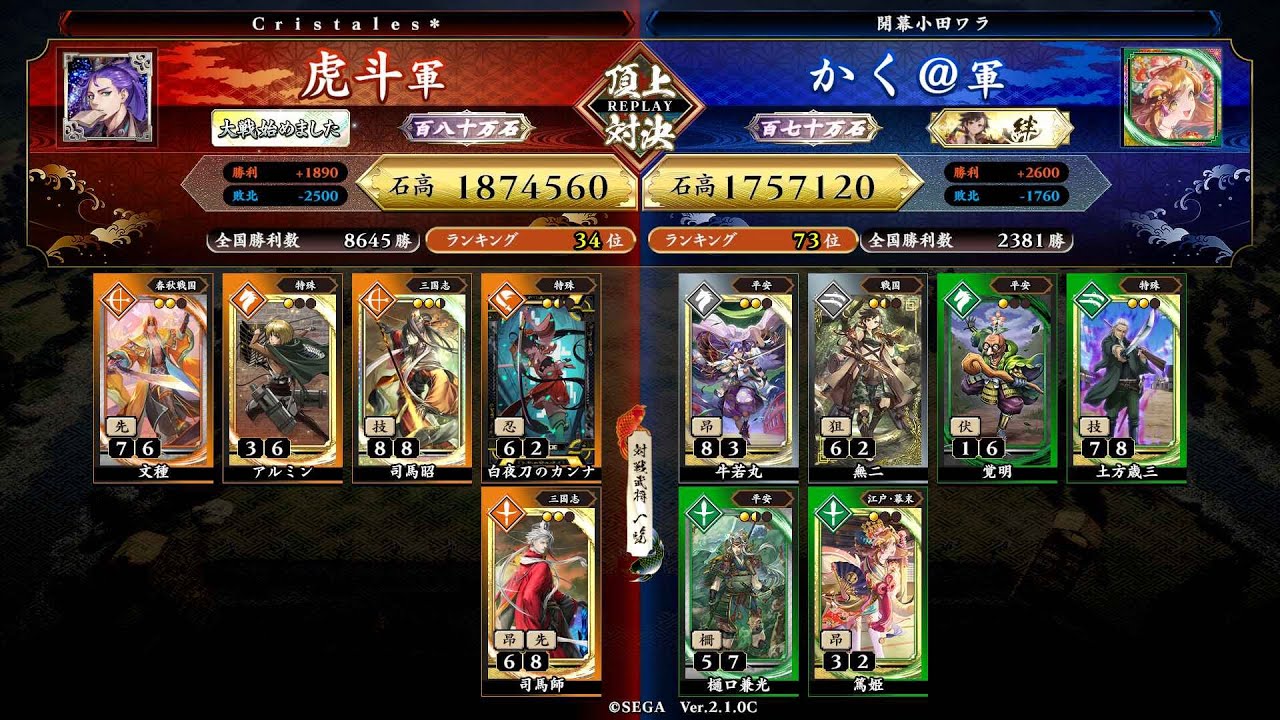 Cristales*
開幕小田ワラ
虎斗軍
頂上
REPLAY
対決
かく@軍
大戦始めました
百八十万石
百七十万石
絆
勝利 +1890
敗北 -2500
石高 1874560
石高 1757120
勝利 +2600
敗北 -1760
全国勝利数 8645勝
ランキング 34位
ランキング 73位
全国勝利数 2381勝
春秋戦国
先
7 6
文種
特殊
3 6
アルミン
三国志
技
8 8
司馬昭
特殊
忍
6 2
白夜刀のカンナ
三国志
昂 先
6 8
司馬師
対戦武将一覧
平安
昂
8 3
牛若丸
戦国
狙
6 2
無二
平安
伏
1 6
覚明
特殊
技
7 8
土方歳三
平安
柵
5 7
樋口兼光
江戸・幕末
昂
3 2
篤姫
©SEGA Ver.2.1.0C